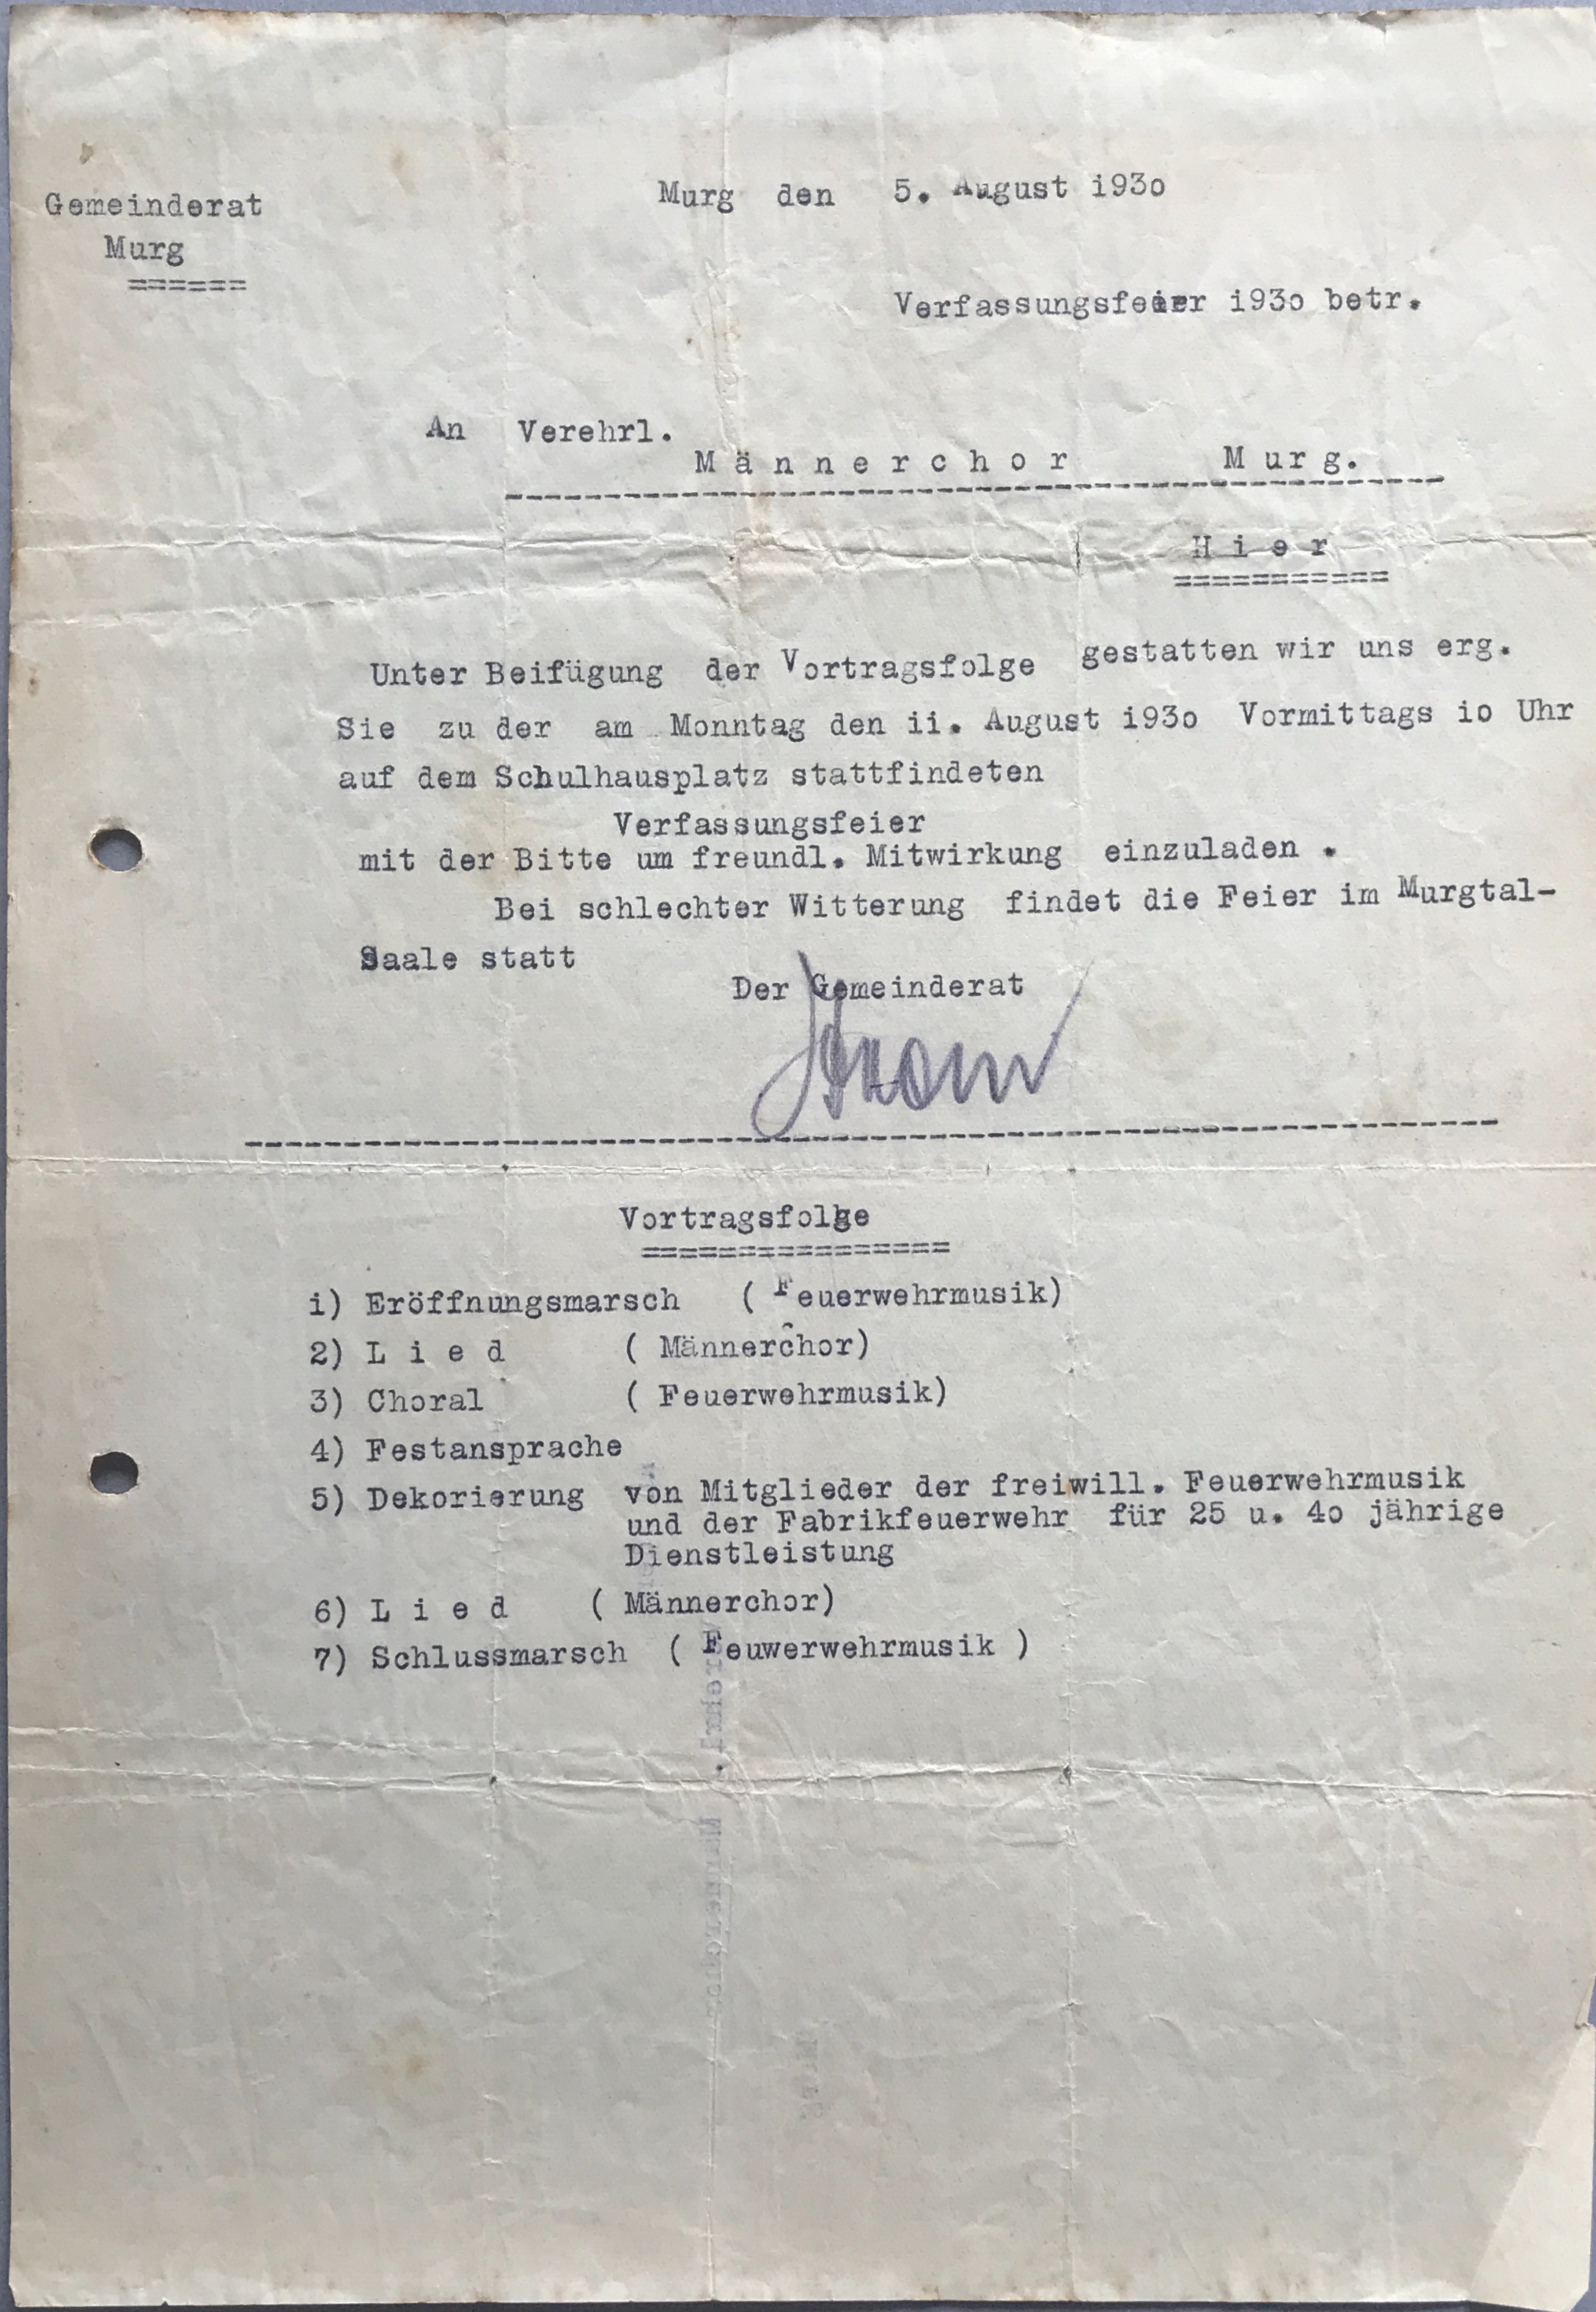 Gemeinderat
Murg
======
Murg den 5. August i93o
Verfassungsfeier i93o betr.
An Verehrl.
M ä n n e r c h o r M u r g.
H i e r
===========
Unter Beifügung der Vortragsfolge gestatten wir uns erg.
Sie zu der am Monntag den ii. August i93o Vormittags io Uhr
auf dem Schulhausplatz stattfindeten
Verfassungsfeier
mit der Bitte um freundl. Mitwirkung einzuladen .
Bei schlechter Witterung findet die Feier im Murgtal-
Saale statt
Der Gemeinderat
Vortragsfolge
================
i) Eröffnungsmarsch ( Feuerwehrmusik)
2) L i e d ( Männerchor)
3) Choral ( Feuerwehrmusik)
4) Festansprache
5) Dekorierung von Mitglieder der freiwill. Feuerwehrmusik
und der Fabrikfeuerwehr für 25 u. 4o jährige
Dienstleistung
6) L i e d ( Männerchor)
7) Schlussmarsch ( Feuwerwehrmusik )